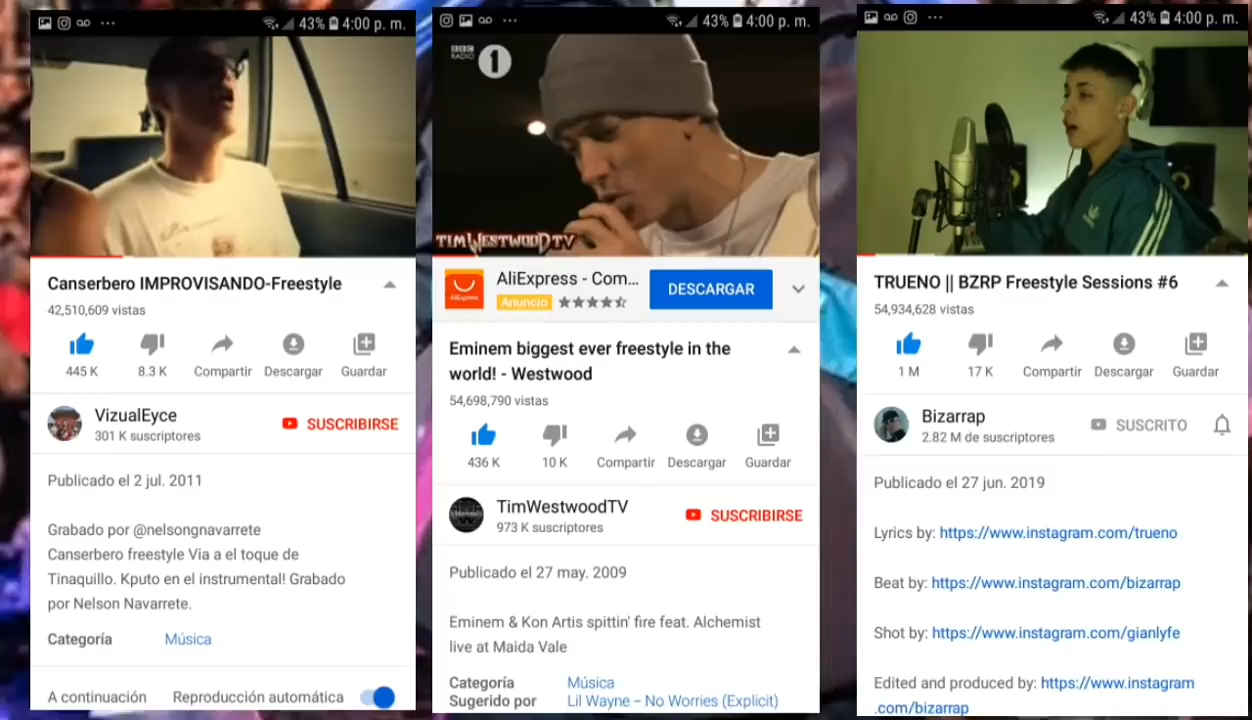 43% 4:00 p. m.
Canserbero IMPROVISANDO-Freestyle
42,510,609 vistas
445 K
8.3 K
Compartir
Descargar
Guardar
VizualEyce
301 K suscriptores
SUSCRIBIRSE
Publicado el 2 jul. 2011
Grabado por @nelsongnavarrete
Canserbero freestyle Via a el toque de
Tinaquillo. Kputo en el instrumental! Grabado
por Nelson Navarrete.
Categoría Música
A continuación Reproducción automática
43% 4:00 p. m.
BBC
RADIO
1
TIMWESTWOODTV
AliExpress - Com...
AliExpress
Anuncio
DESCARGAR
Eminem biggest ever freestyle in the
world! - Westwood
54,698,790 vistas
436 K
10 K
Compartir
Descargar
Guardar
TimWestwoodTV
973 K suscriptores
SUSCRIBIRSE
Publicado el 27 may. 2009
Eminem & Kon Artis spittin' fire feat. Alchemist
live at Maida Vale
Categoría Música
Sugerido por Lil Wayne – No Worries (Explicit)
43% 4:00 p. m.
TRUENO || BZRP Freestyle Sessions #6
54,934,628 vistas
1 M
17 K
Compartir
Descargar
Guardar
Bizarrap
2.82 M de suscriptores
SUSCRITO
Publicado el 27 jun. 2019
Lyrics by: https://www.instagram.com/trueno
Beat by: https://www.instagram.com/bizarrap
Shot by: https://www.instagram.com/gianlyfe
Edited and produced by: https://www.instagram
.com/bizarrap